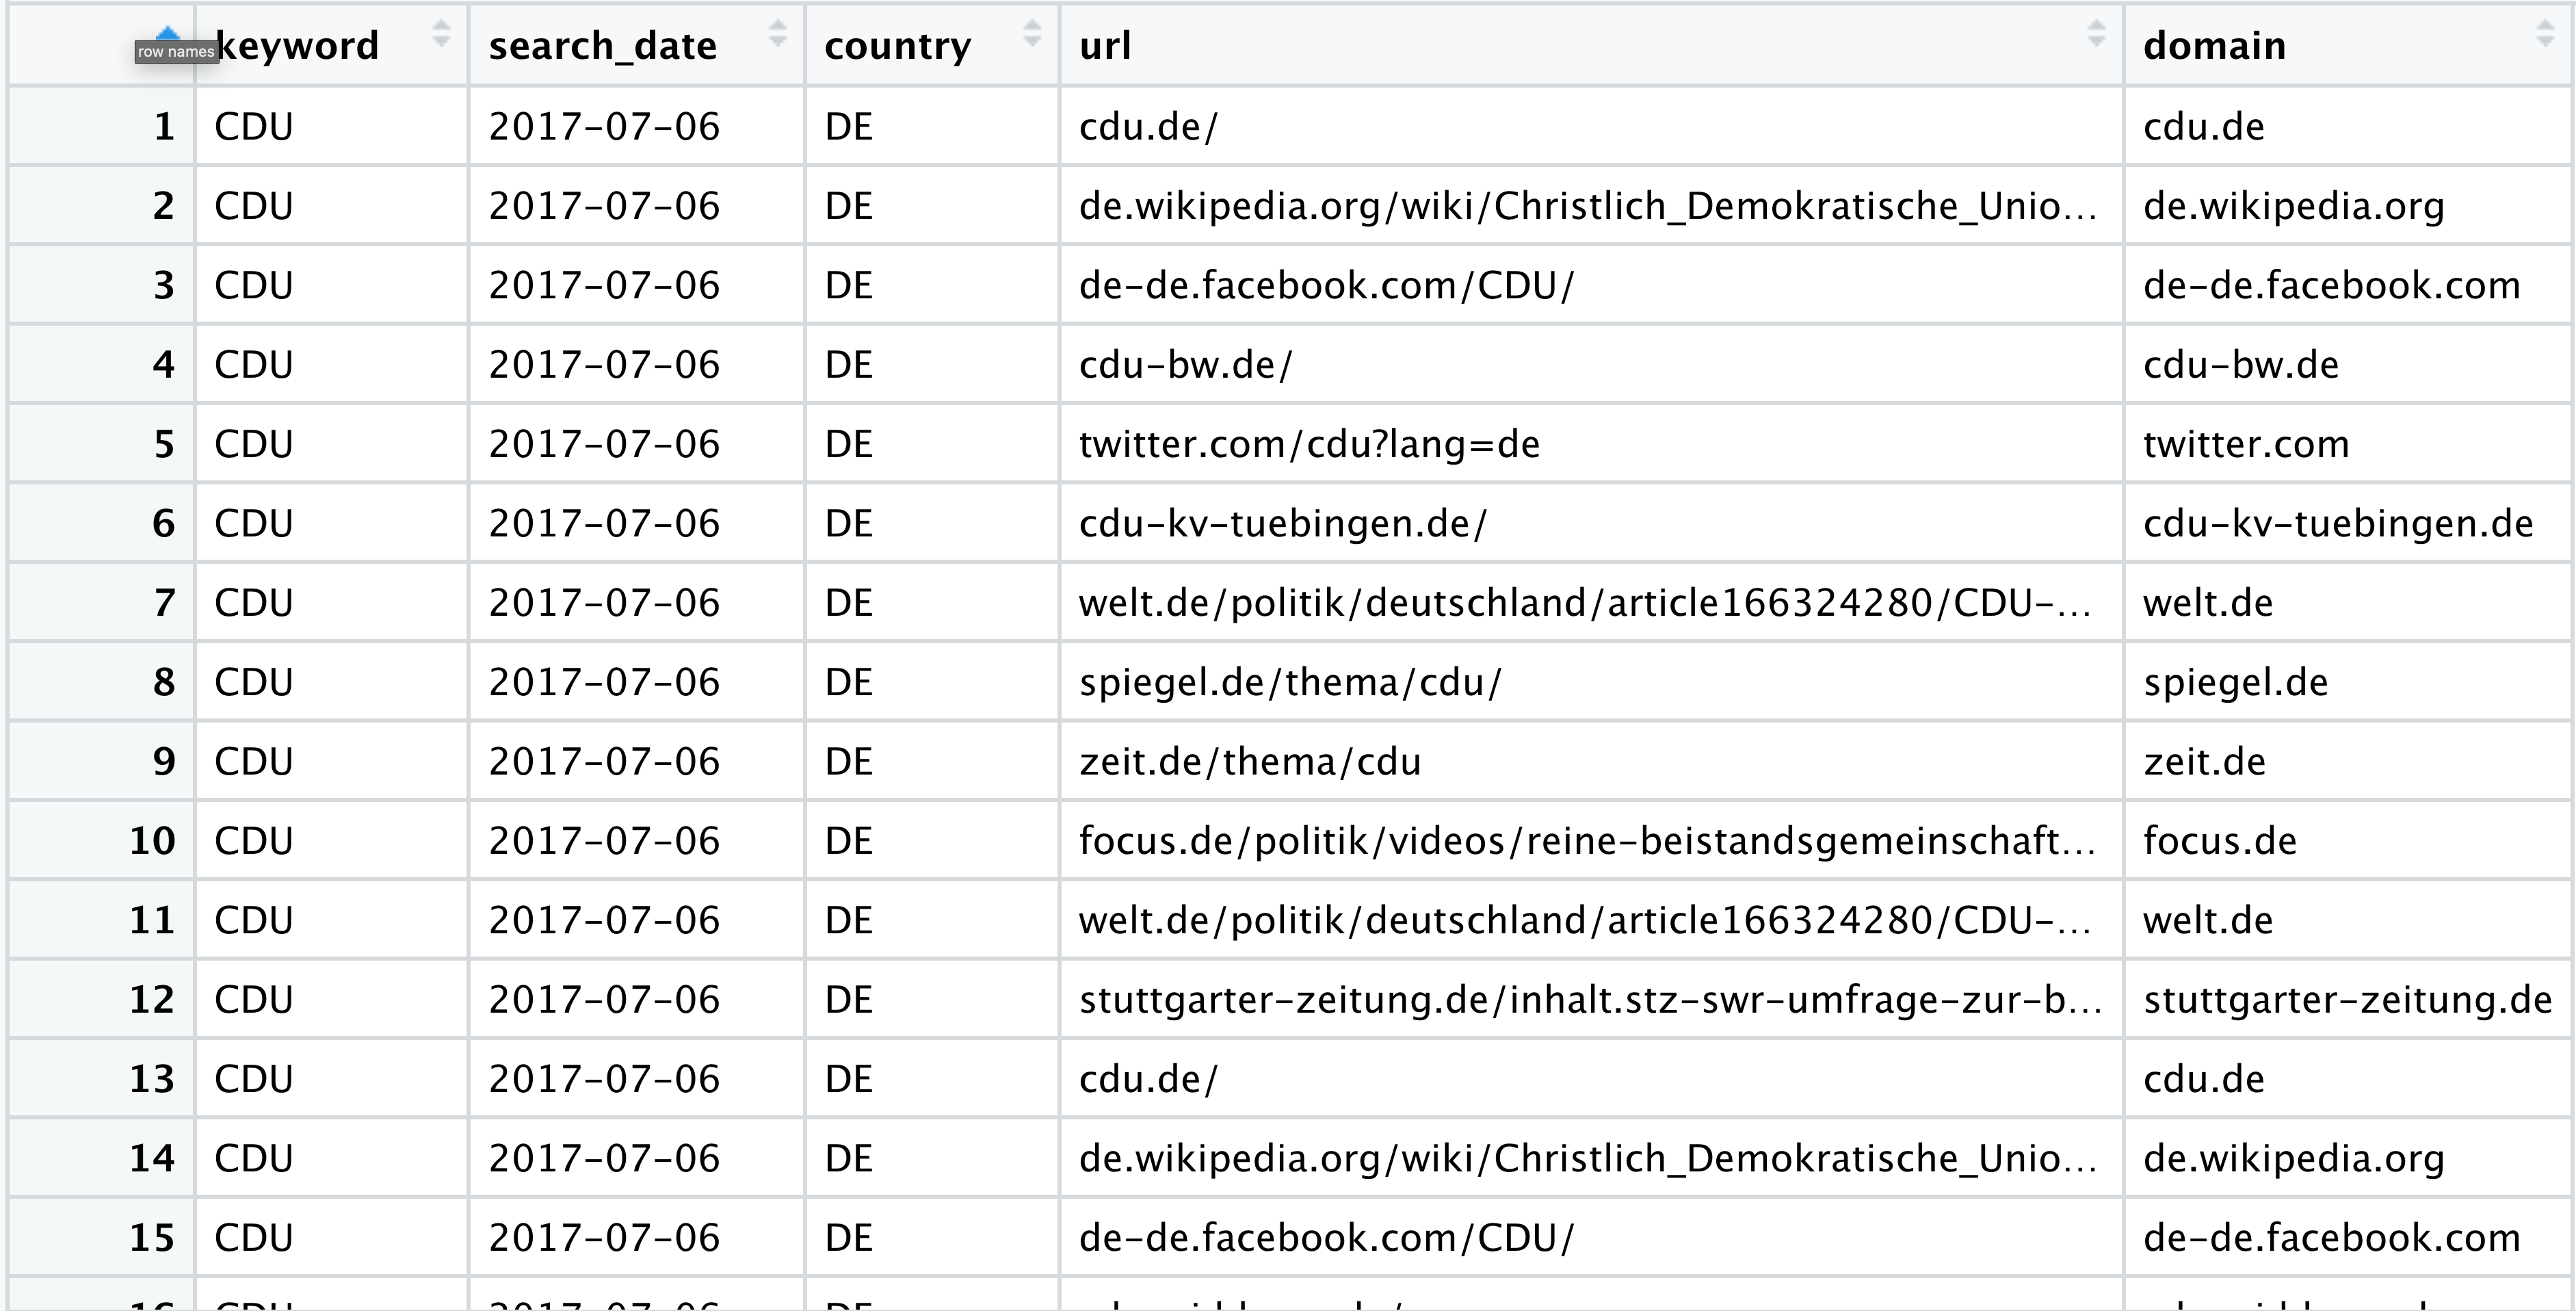 row names keyword search_date country url domain
1 CDU 2017-07-06 DE cdu.de/ cdu.de
2 CDU 2017-07-06 DE de.wikipedia.org/wiki/Christlich_Demokratische_Unio... de.wikipedia.org
3 CDU 2017-07-06 DE de-de.facebook.com/CDU/ de-de.facebook.com
4 CDU 2017-07-06 DE cdu-bw.de/ cdu-bw.de
5 CDU 2017-07-06 DE twitter.com/cdu?lang=de twitter.com
6 CDU 2017-07-06 DE cdu-kv-tuebingen.de/ cdu-kv-tuebingen.de
7 CDU 2017-07-06 DE welt.de/politik/deutschland/article166324280/CDU-... welt.de
8 CDU 2017-07-06 DE spiegel.de/thema/cdu/ spiegel.de
9 CDU 2017-07-06 DE zeit.de/thema/cdu zeit.de
10 CDU 2017-07-06 DE focus.de/politik/videos/reine-beistandsgemeinschaft... focus.de
11 CDU 2017-07-06 DE welt.de/politik/deutschland/article166324280/CDU-... welt.de
12 CDU 2017-07-06 DE stuttgarter-zeitung.de/inhalt.stz-swr-umfrage-zur-b... stuttgarter-zeitung.de
13 CDU 2017-07-06 DE cdu.de/ cdu.de
14 CDU 2017-07-06 DE de.wikipedia.org/wiki/Christlich_Demokratische_Unio... de.wikipedia.org
15 CDU 2017-07-06 DE de-de.facebook.com/CDU/ de-de.facebook.com
16 CDU 2017-07-06 DE